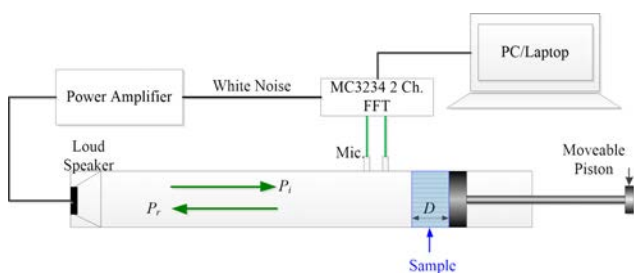 PC/Laptop
Power Amplifier
White Noise
MC3234 2 Ch.
FFT
Loud
Speaker
Mic.
Moveable
Piston
Pi
Pr
D
Sample